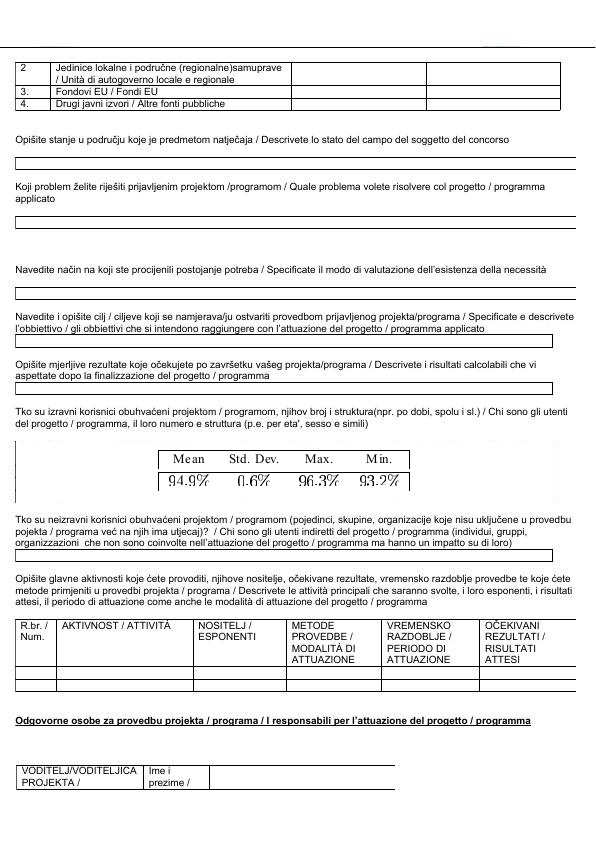 2 Jedinice lokalne i područne (regionalne)samuprave
/ Unità di autogoverno locale e regionale
3. Fondovi EU / Fondi EU
4. Drugi javni izvori / Altre fonti pubbliche
Opišite stanje u području koje je predmetom natječaja / Descrivete lo stato del campo del soggetto del concorso
Koji problem želite riješiti prijavljenim projektom /programom / Quale problema volete risolvere col progetto / programma
applicato
Navedite način na koji ste procijenili postojanje potreba / Specificate il modo di valutazione dell'esistenza della necessità
Navedite i opišite cilj / ciljeve koji se namjerava/ju ostvariti provedbom prijavljenog projekta/programa / Specificate e descrivete
l'obbiettivo / gli obbiettivi che si intendono raggiungere con l'attuazione del progetto / programma applicato
Opišite mjerljive rezultate koje očekujete po završetku vašeg projekta/programa / Descrivete i risultati calcolabili che vi
aspettate dopo la finalizzazione del progetto / programma
Tko su izravni korisnici obuhvaćeni projektom / programom, njihov broj i struktura(npr. po dobi, spolu i sl.) / Chi sono gli utenti
del progetto / programma, il loro numero e struttura (p.e. per eta', sesso e simili)
Mean Std. Dev. Max. Min.
94.9% 0.6% 96.3% 93.2%
Tko su neizravni korisnici obuhvaćeni projektom / programom (pojedinci, skupine, organizacije koje nisu uključene u provedbu
pojekta / programa već na njih ima utjecaj)? / Chi sono gli utenti indiretti del progetto / programma (individui, gruppi,
organizzazioni che non sono coinvolte nell'attuazione del progetto / programma ma hanno un impatto su di loro)
Opišite glavne aktivnosti koje ćete provoditi, njihove nositelje, očekivane rezultate, vremensko razdoblje provedbe te koje ćete
metode primjeniti u provedbi projekta / programa / Descrivete le attività principali che saranno svolte, i loro esponenti, i risultati
attesi, il periodo di attuazione come anche le modalità di attuazione del progetto / programma
R.br. / AKTIVNOST / ATTIVITÀ NOSITELJ / METODE VREMENSKO OČEKIVANI
Num. ESPONENTI PROVEDBE / RAZDOBLJE / REZULTATI /
MODALITÀ DI PERIODO DI RISULTATI
ATTUAZIONE ATTUAZIONE ATTESI
Odgovorne osobe za provedbu projekta / programa / I responsabili per l'attuazione del progetto / programma
VODITELJ/VODITELJICA Ime i
PROJEKTA / prezime /